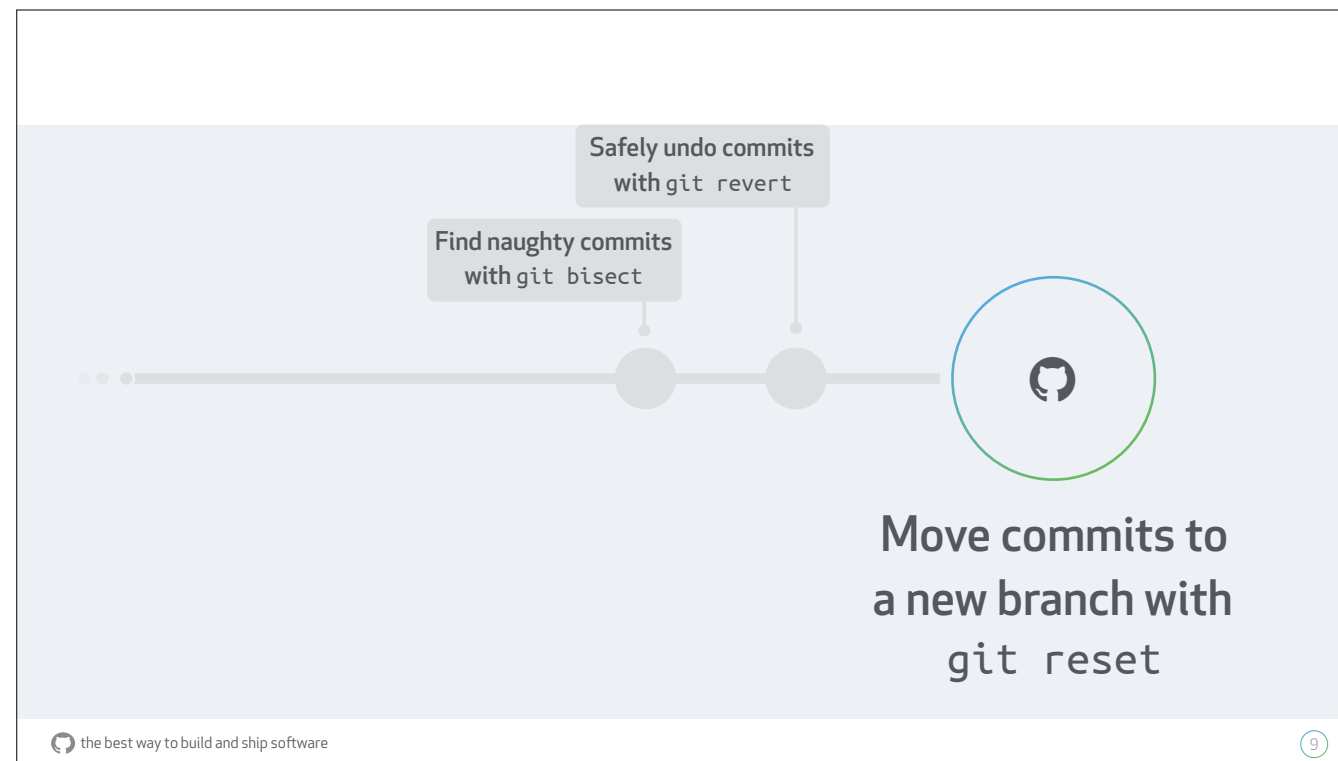 Safely undo commits
with git revert
Find naughty commits
with git bisect
Move commits to
a new branch with
git reset
the best way to build and ship software
9